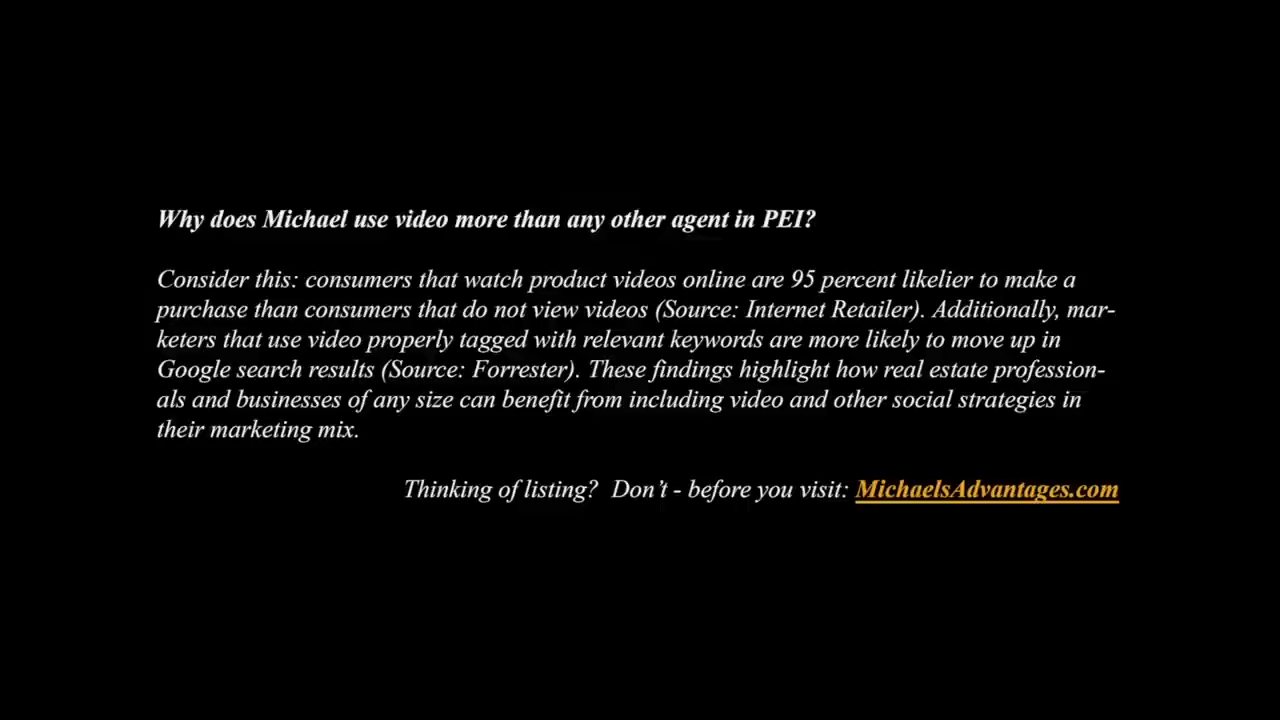 Why does Michael use video more than any other agent in PEI?
Consider this: consumers that watch product videos online are 95 percent likelier to make a
purchase than consumers that do not view videos (Source: Internet Retailer). Additionally, mar-
keters that use video properly tagged with relevant keywords are more likely to move up in
Google search results (Source: Forrester). These findings highlight how real estate profession-
als and businesses of any size can benefit from including video and other social strategies in
their marketing mix.
Thinking of listing?  Don’t - before you visit: MichaelsAdvantages.com